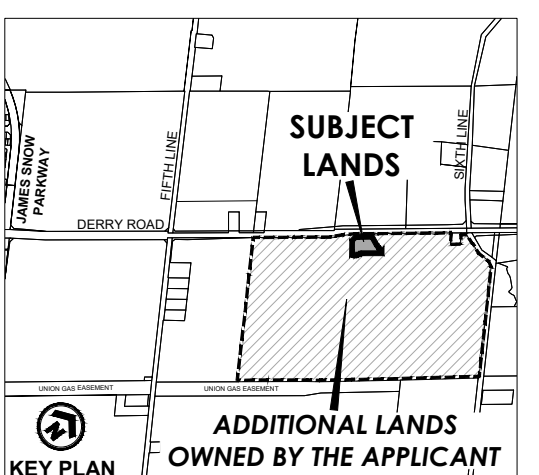 SUBJECT
LANDS
JAMES SNOW
PARKWAY
FIFTH LINE
SIXTH LINE
DERRY ROAD
UNION GAS EASEMENT
UNION GAS EASEMENT
ADDITIONAL LANDS
OWNED BY THE APPLICANT
KEY PLAN